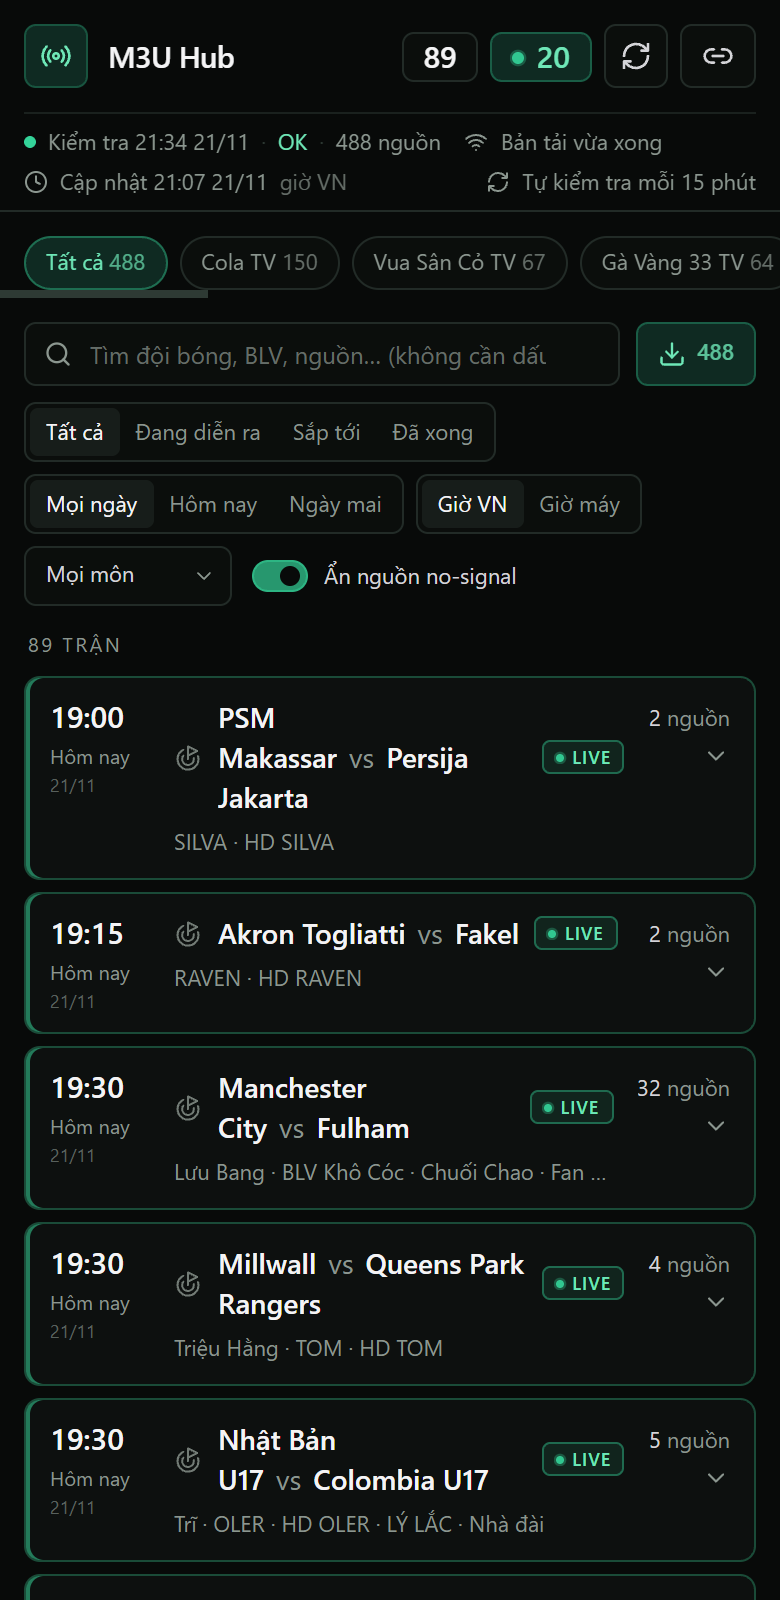 M3U Hub 89 20
Kiểm tra 21:34 21/11 · OK · 488 nguồn Bản tải vừa xong
Cập nhật 21:07 21/11 giờ VN Tự kiểm tra mỗi 15 phút
Tất cả 488 Cola TV 150 Vua Sân Cỏ TV 67 Gà Vàng 33 TV 64
Tìm đội bóng, BLV, nguồn... (không cần dấu 488
Tất cả Đang diễn ra Sắp tới Đã xong
Mọi ngày Hôm nay Ngày mai Giờ VN Giờ máy
Mọi môn Ẩn nguồn no-signal
89 TRẬN
19:00 PSM 2 nguồn
Hôm nay Makassar vs Persija LIVE
21/11 Jakarta
SILVA · HD SILVA
19:15 Akron Togliatti vs Fakel LIVE 2 nguồn
Hôm nay RAVEN · HD RAVEN
21/11
19:30 Manchester 32 nguồn
Hôm nay City vs Fulham LIVE
21/11
Lưu Bang · BLV Khô Cóc · Chuối Chao · Fan ...
19:30 Millwall vs Queens Park LIVE 4 nguồn
Hôm nay Rangers
21/11
Triệu Hằng · TOM · HD TOM
19:30 Nhật Bản 5 nguồn
Hôm nay U17 vs Colombia U17 LIVE
21/11
Trĩ · OLER · HD OLER · LÝ LẮC · Nhà đài